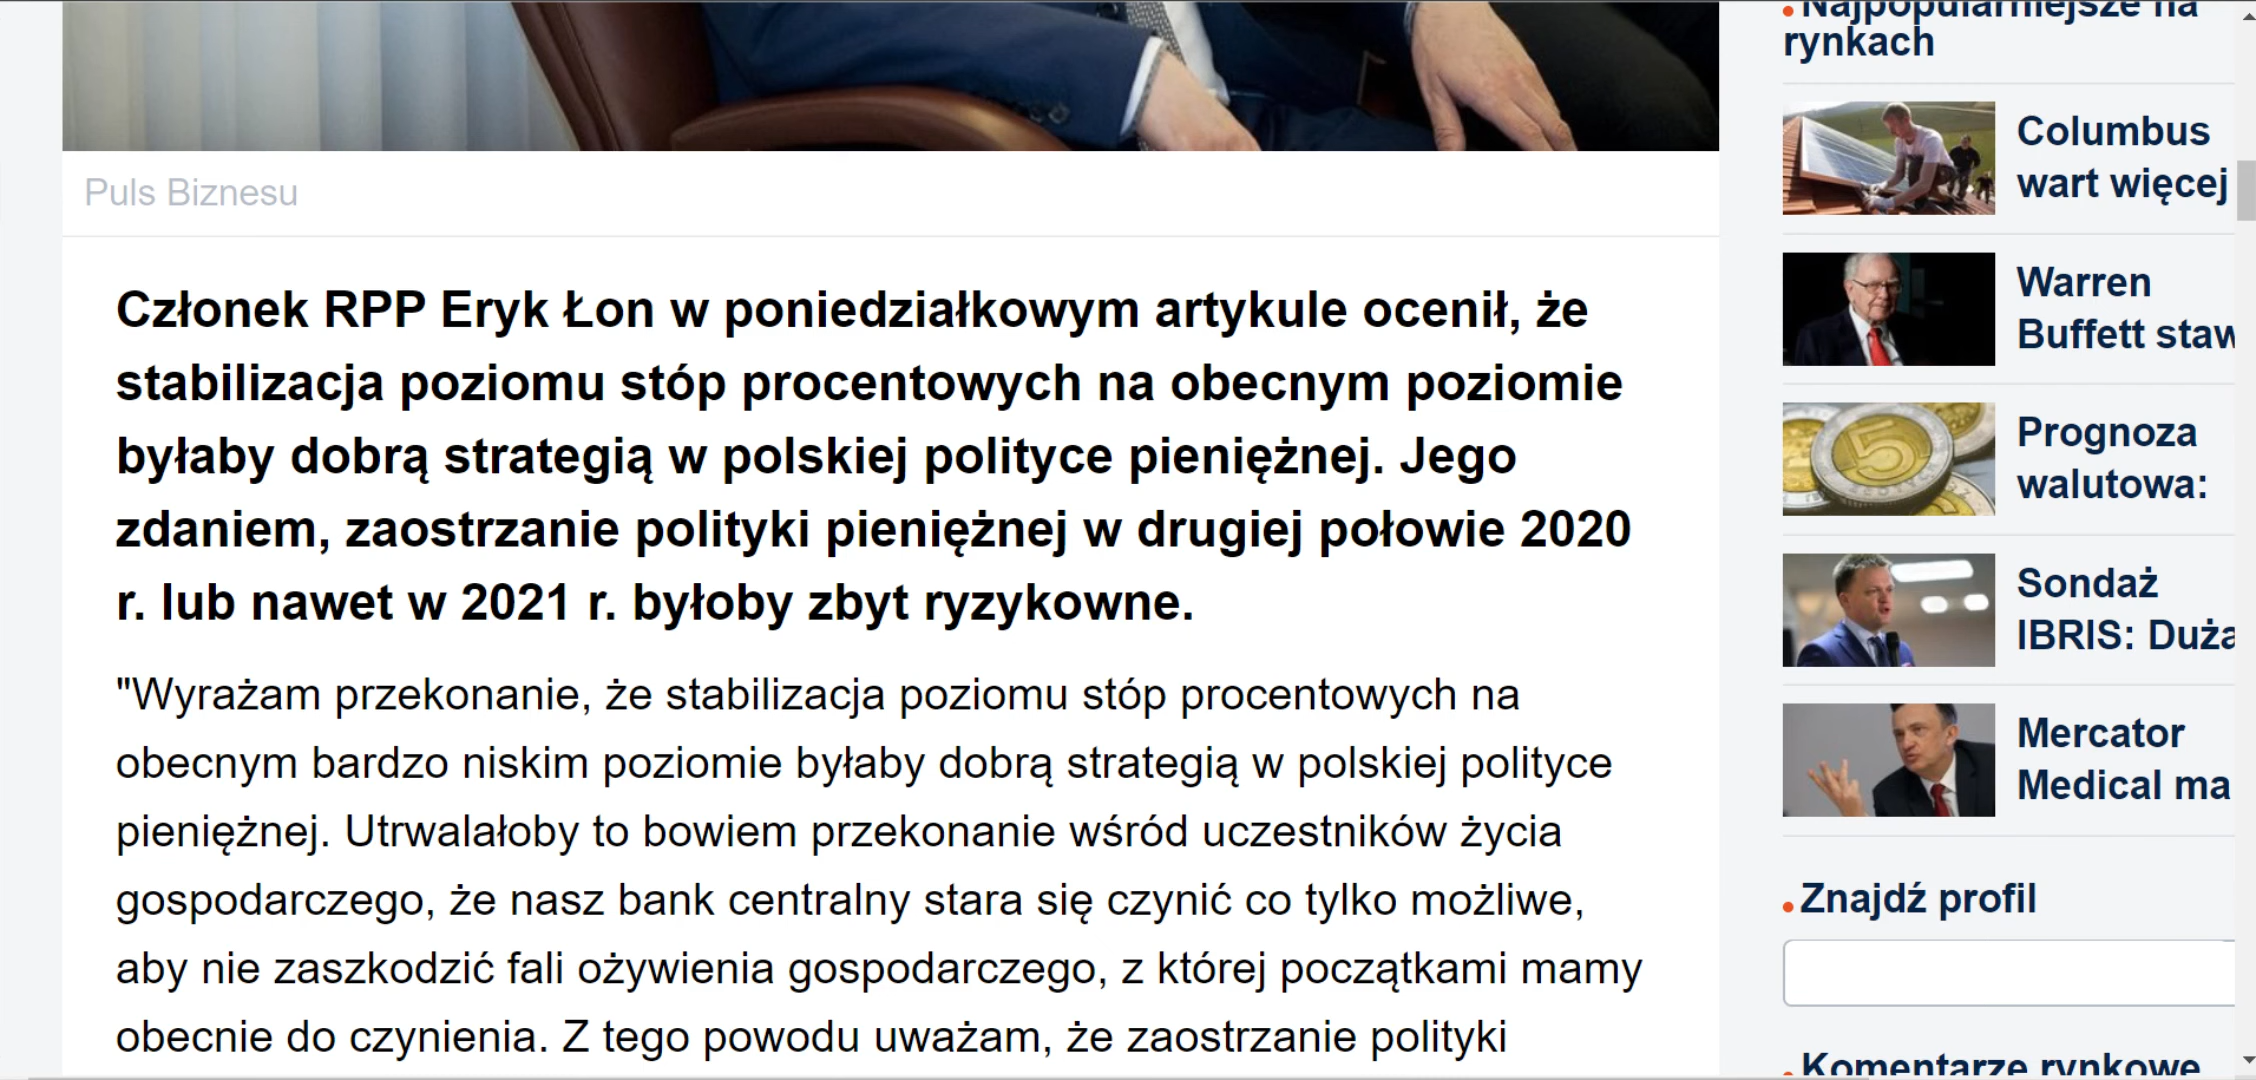 Puls Biznesu
Członek RPP Eryk Łon w poniedziałkowym artykule ocenił, że
stabilizacja poziomu stóp procentowych na obecnym poziomie
byłaby dobrą strategią w polskiej polityce pieniężnej. Jego
zdaniem, zaostrzanie polityki pieniężnej w drugiej połowie 2020
r. lub nawet w 2021 r. byłoby zbyt ryzykowne.
"Wyrażam przekonanie, że stabilizacja poziomu stóp procentowych na
obecnym bardzo niskim poziomie byłaby dobrą strategią w polskiej polityce
pieniężnej. Utrwalałoby to bowiem przekonanie wśród uczestników życia
gospodarczego, że nasz bank centralny stara się czynić co tylko możliwe,
aby nie zaszkodzić fali ożywienia gospodarczego, z której początkami mamy
obecnie do czynienia. Z tego powodu uważam, że zaostrzanie polityki
Najpopularniejsze na
rynkach
Columbus
wart więcej
Warren
Buffett staw
Prognoza
walutowa:
Sondaż
IBRIS: Duża
Mercator
Medical ma
Znajdź profil
Komentarze rynkowe